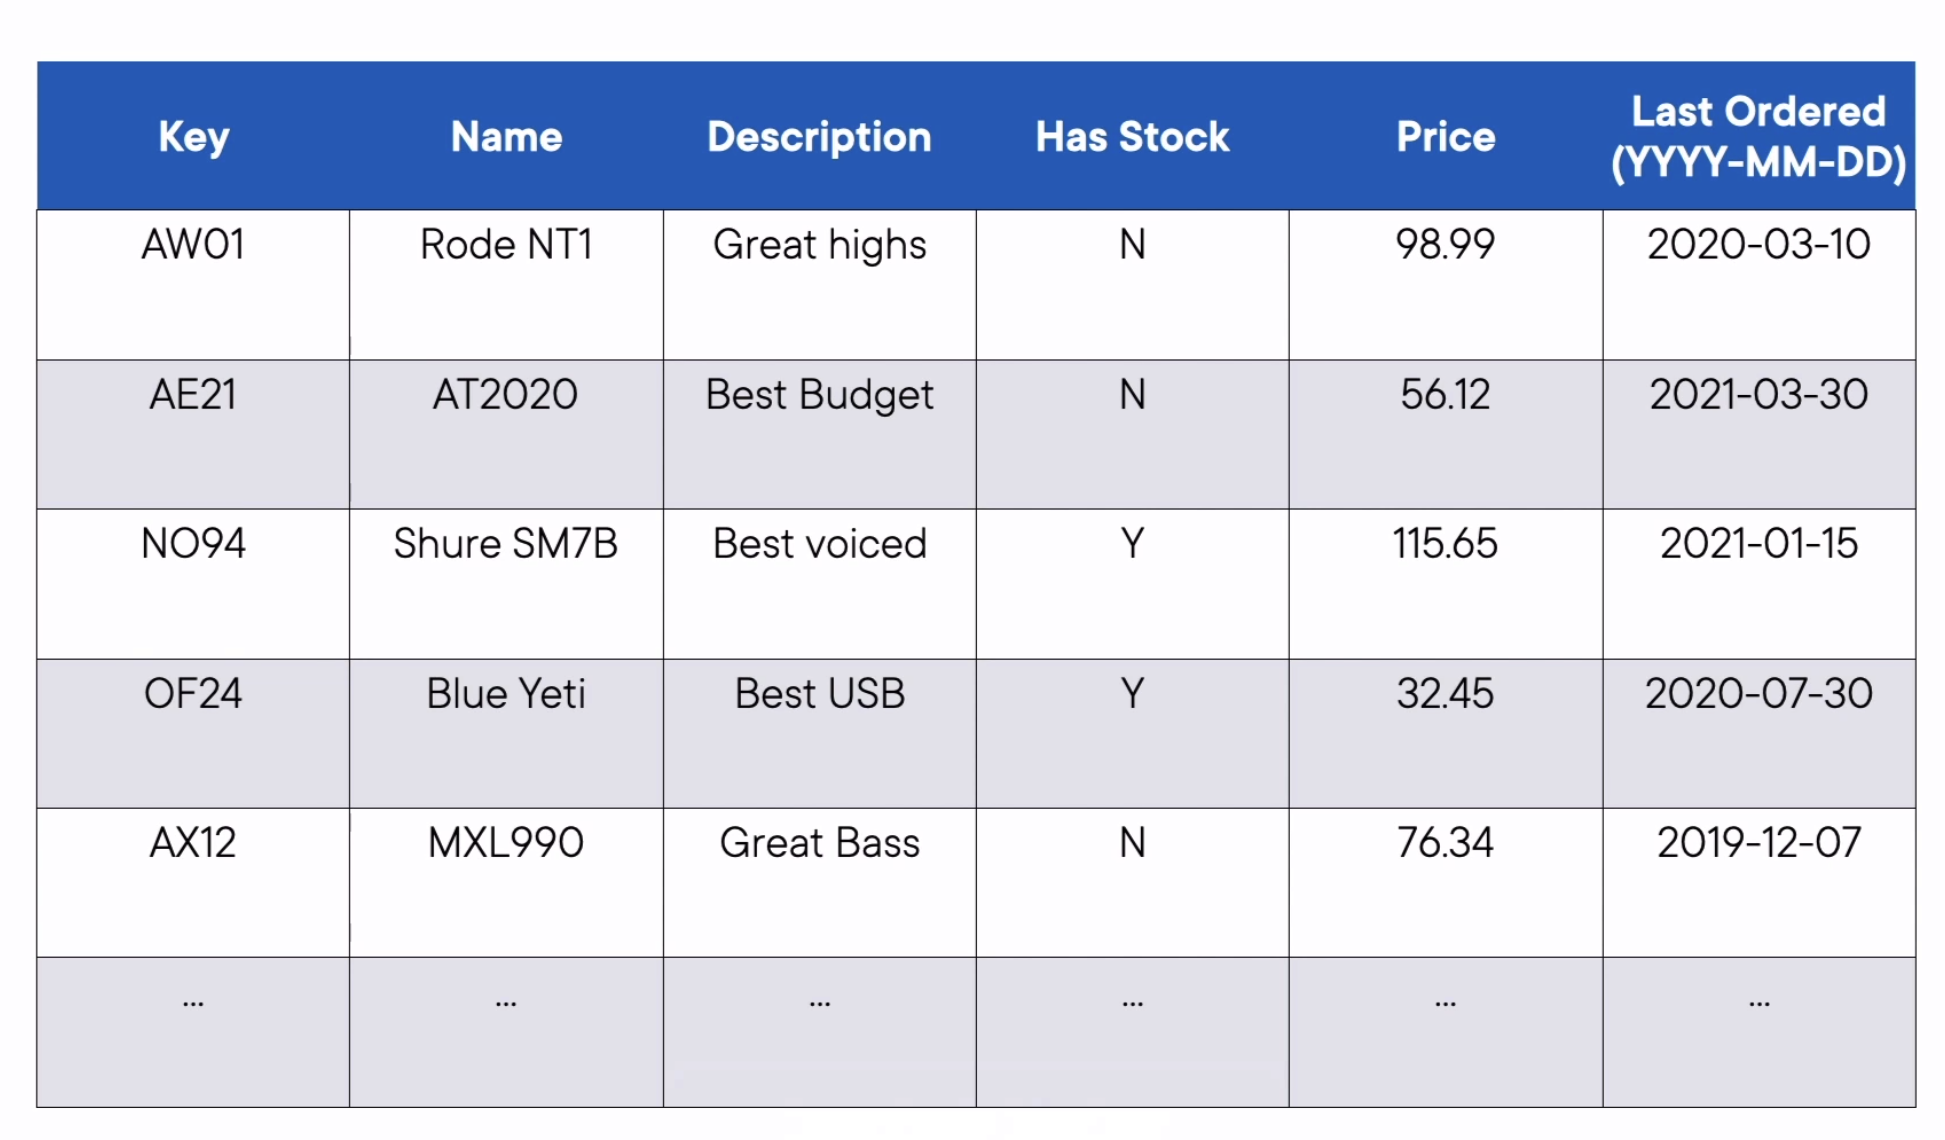 Key Name Description Has Stock Price Last Ordered
(YYYY-MM-DD)
AW01 Rode NT1 Great highs N 98.99 2020-03-10
AE21 AT2020 Best Budget N 56.12 2021-03-30
NO94 Shure SM7B Best voiced Y 115.65 2021-01-15
OF24 Blue Yeti Best USB Y 32.45 2020-07-30
AX12 MXL990 Great Bass N 76.34 2019-12-07
... ... ... ... ... ...